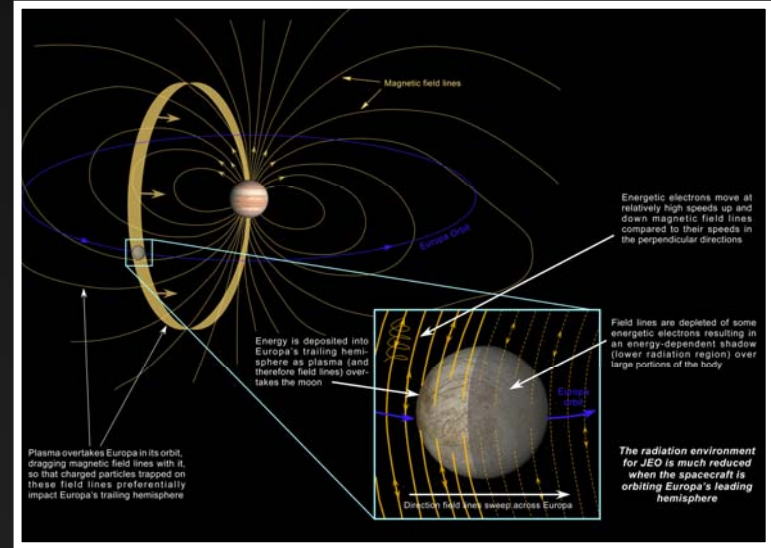 Magnetic field lines
Europa Orbit
Energetic electrons move at
relatively high speeds up and
down magnetic field lines
compared to their speeds in
the perpendicular directions
Energy is deposited into
Europa's trailing hemi-
sphere as plasma (and
therefore field lines) over-
takes the moon
Field lines are depleted of some
energetic electrons resulting in
an energy-dependent shadow
(lower radiation region) over
large portions of the body
Europa
orbit
Plasma overtakes Europa in its orbit,
dragging magnetic field lines with it,
so that charged particles trapped on
these field lines preferentially
impact Europa's trailing hemisphere
Direction field lines sweep across Europa
The radiation environment
for JEO is much reduced
when the spacecraft is
orbiting Europa's leading
hemisphere